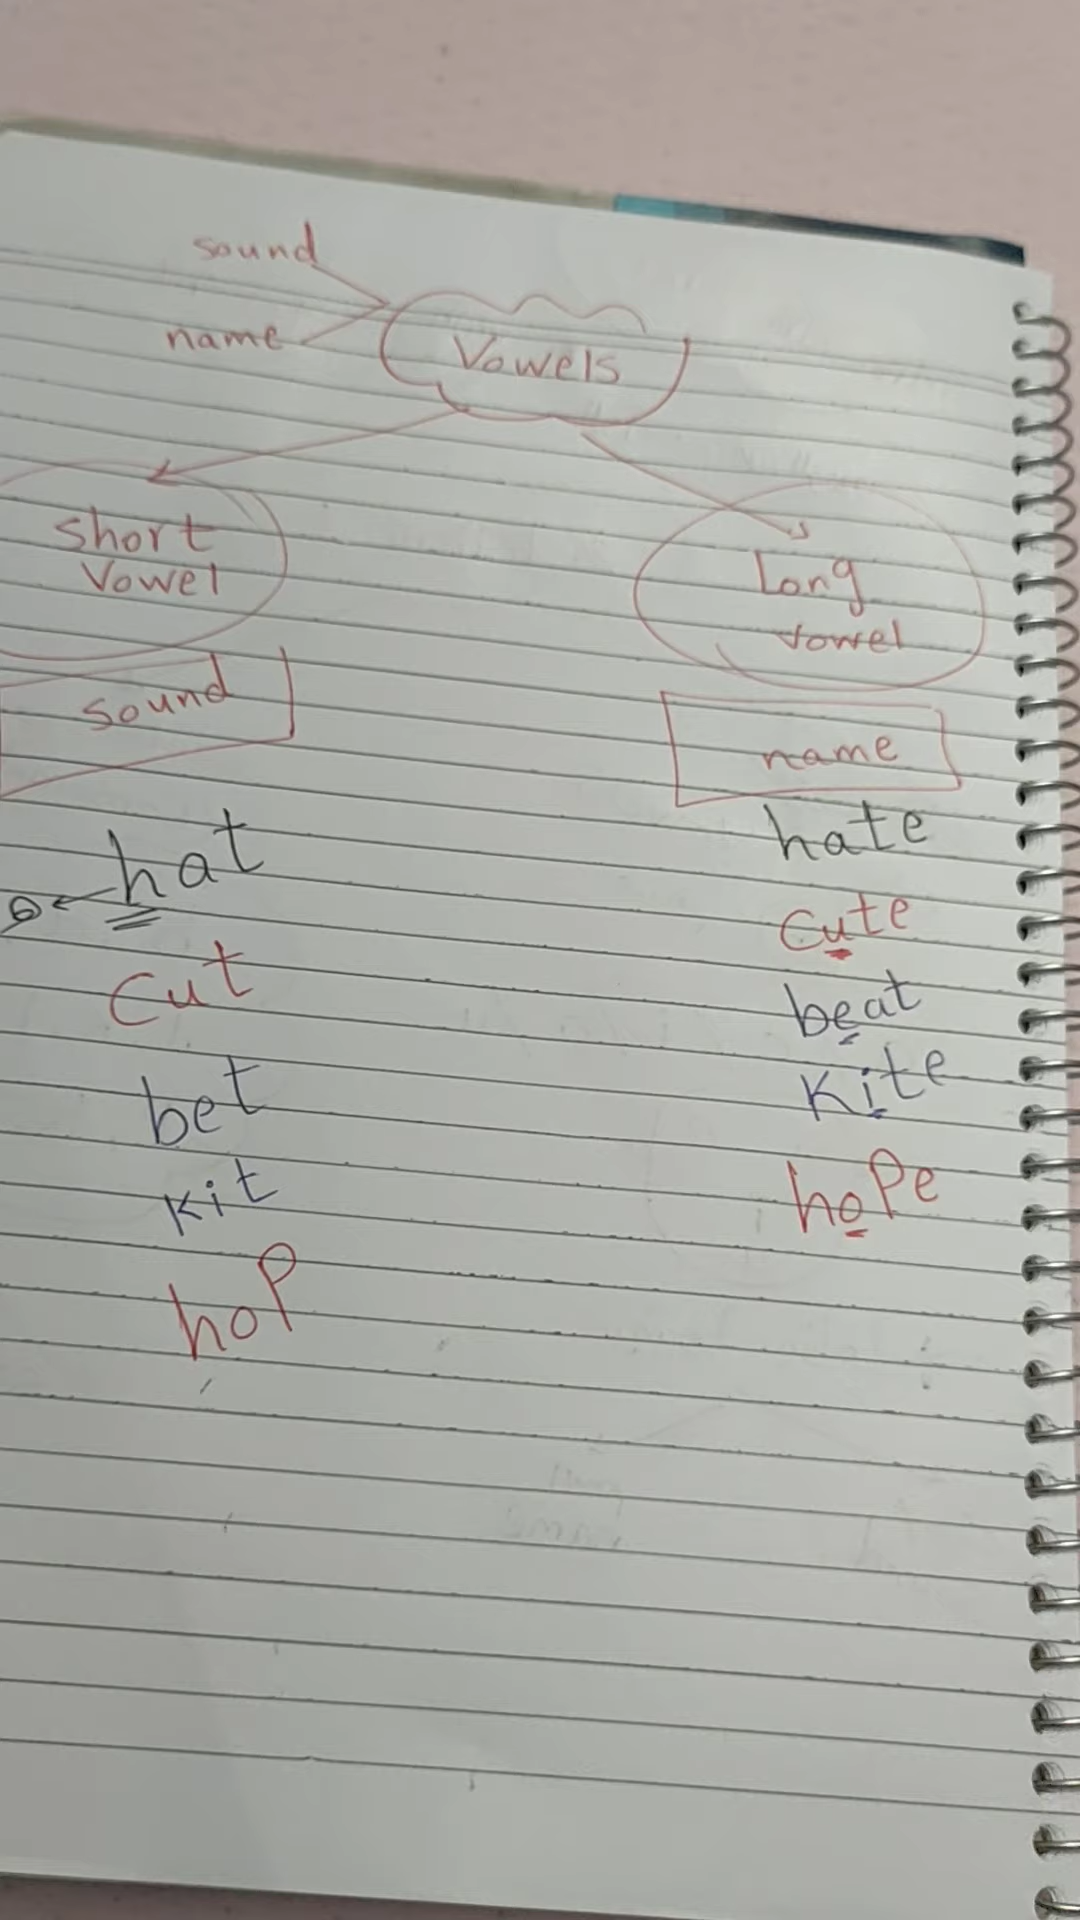 sound
name
Vowels
short
Vowel
Long
vowel
sound
name
hat
hate
cut
cute
bet
beat
kit
kite
hop
hope